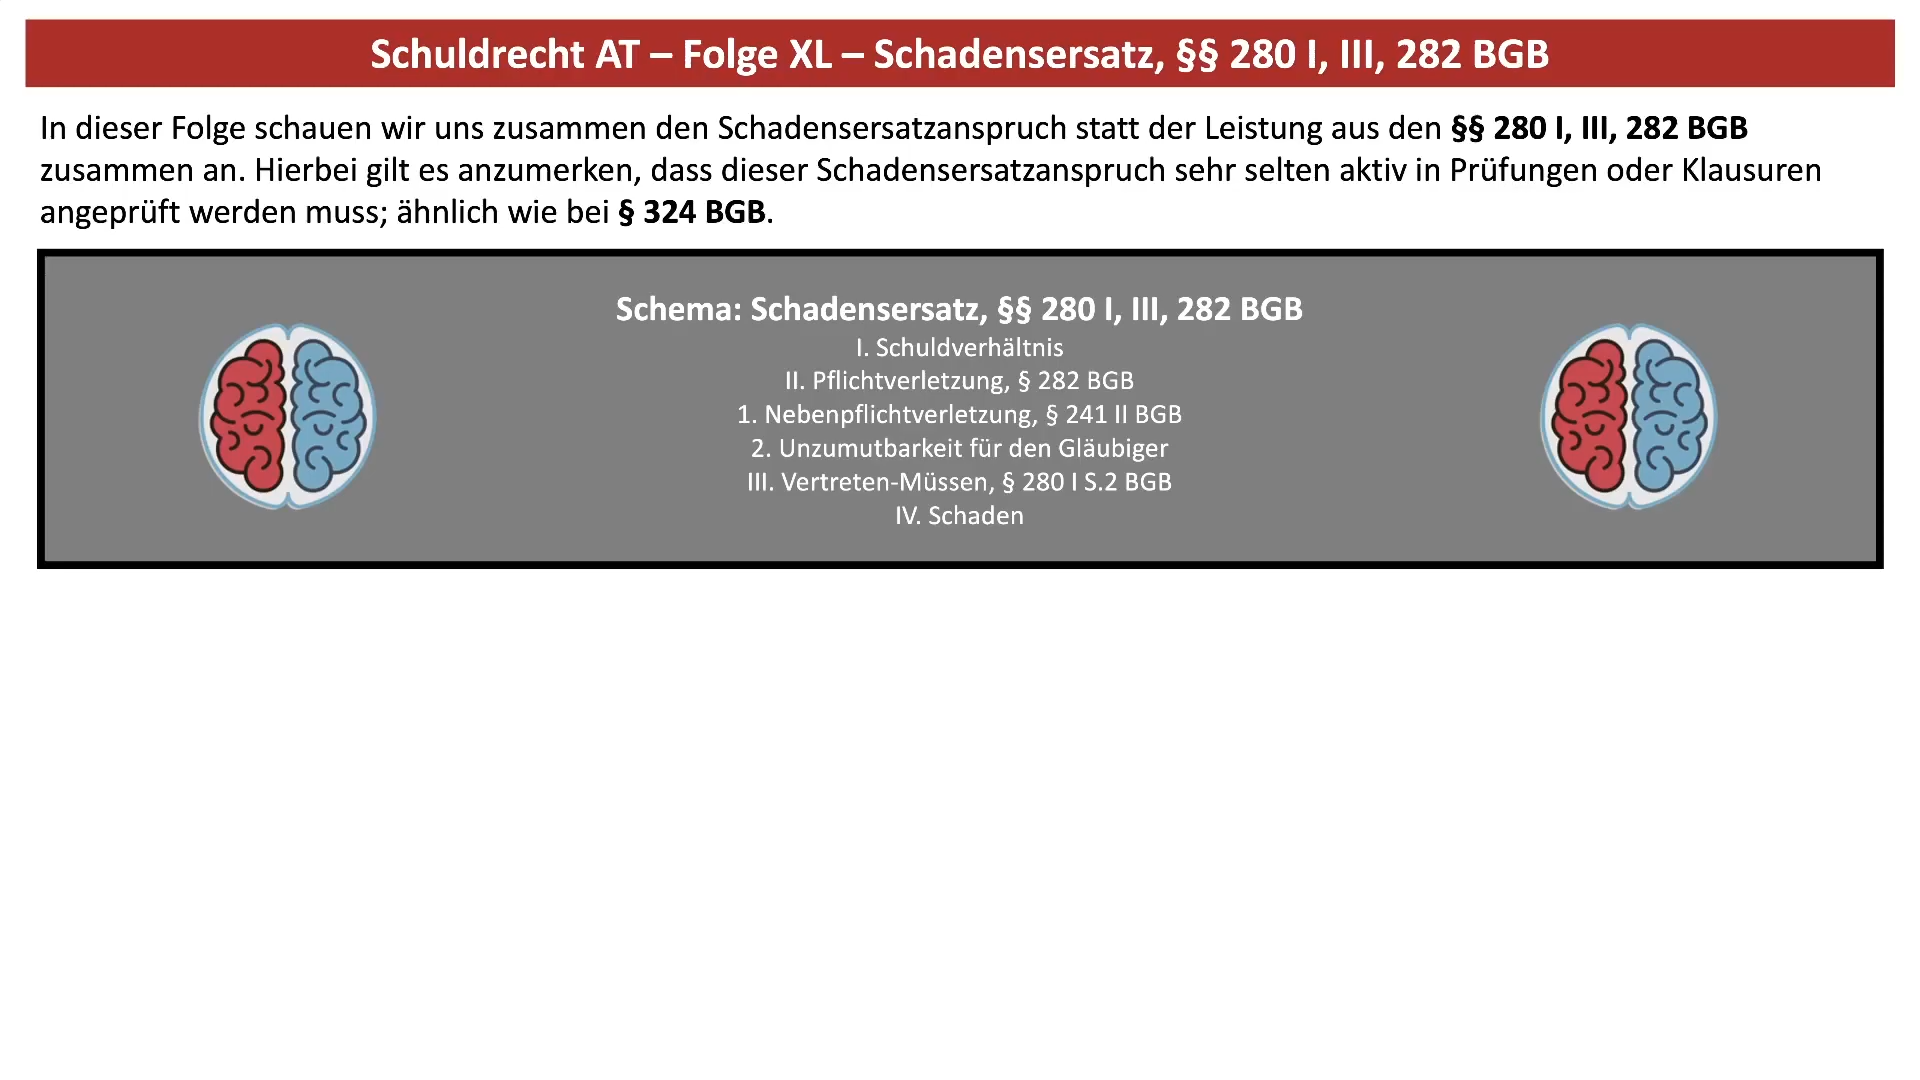 Schuldrecht AT – Folge XL – Schadensersatz, §§ 280 I, III, 282 BGB
In dieser Folge schauen wir uns zusammen den Schadensersatzanspruch statt der Leistung aus den §§ 280 I, III, 282 BGB
zusammen an. Hierbei gilt es anzumerken, dass dieser Schadensersatzanspruch sehr selten aktiv in Prüfungen oder Klausuren
angeprüft werden muss; ähnlich wie bei § 324 BGB.
Schema: Schadensersatz, §§ 280 I, III, 282 BGB
I. Schuldverhältnis
II. Pflichtverletzung, § 282 BGB
1. Nebenpflichtverletzung, § 241 II BGB
2. Unzumutbarkeit für den Gläubiger
III. Vertreten-Müssen, § 280 I S.2 BGB
IV. Schaden